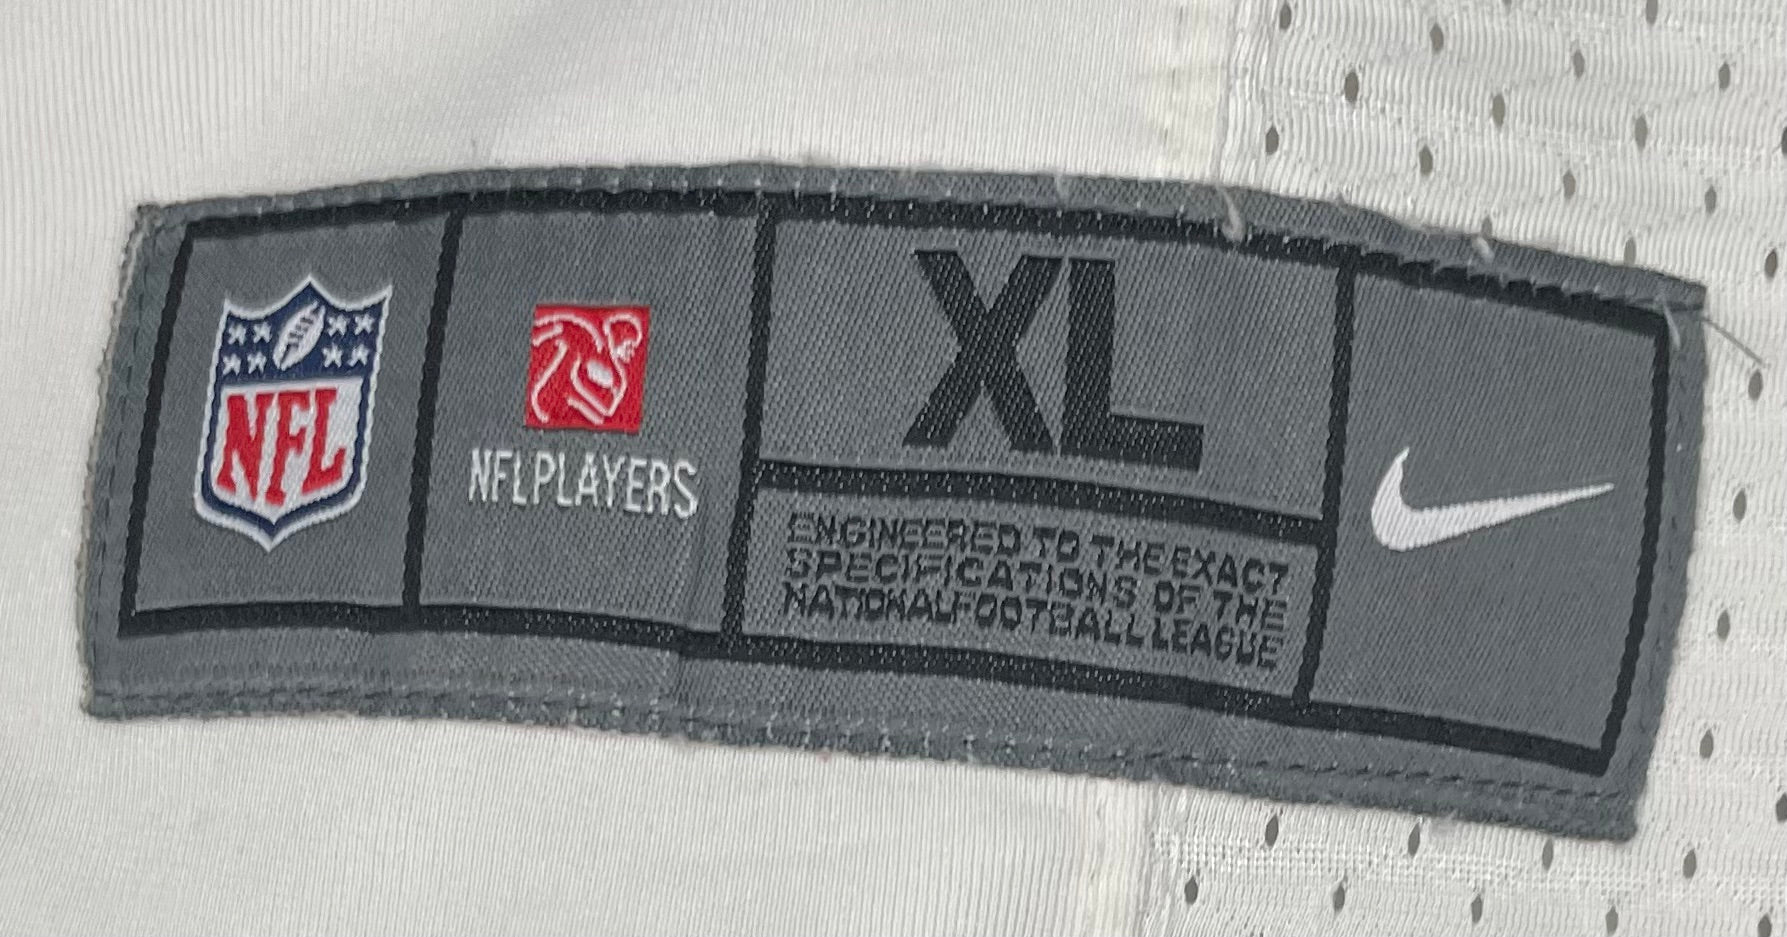 NFL
NFLPLAYERS
XL
ENGINEERED TO THE EXACT
SPECIFICATIONS OF THE
NATIONAL FOOTBALL LEAGUE